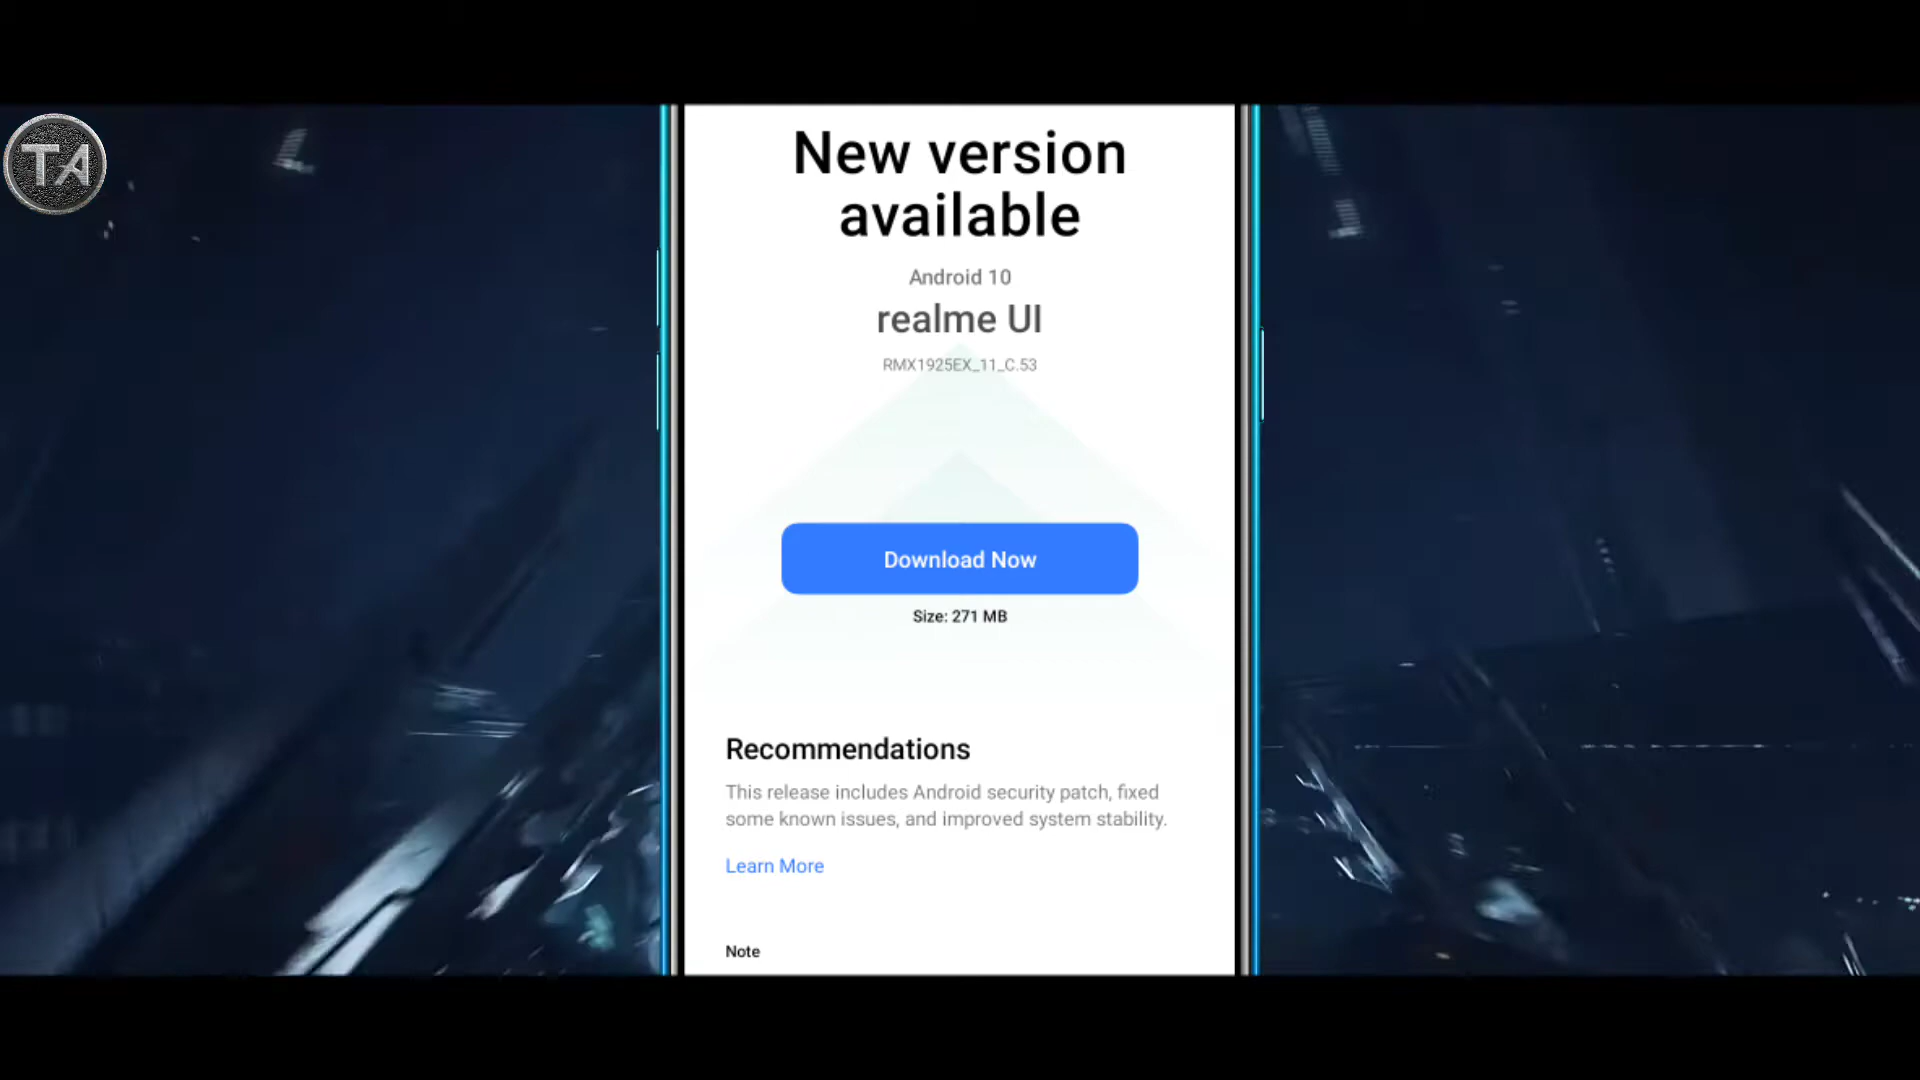 TA
New version
available
Android 10
realme UI
RMX1925EX_11_C.53
Download Now
Size: 271 MB
Recommendations
This release includes Android security patch, fixed
some known issues, and improved system stability.
Learn More
Note